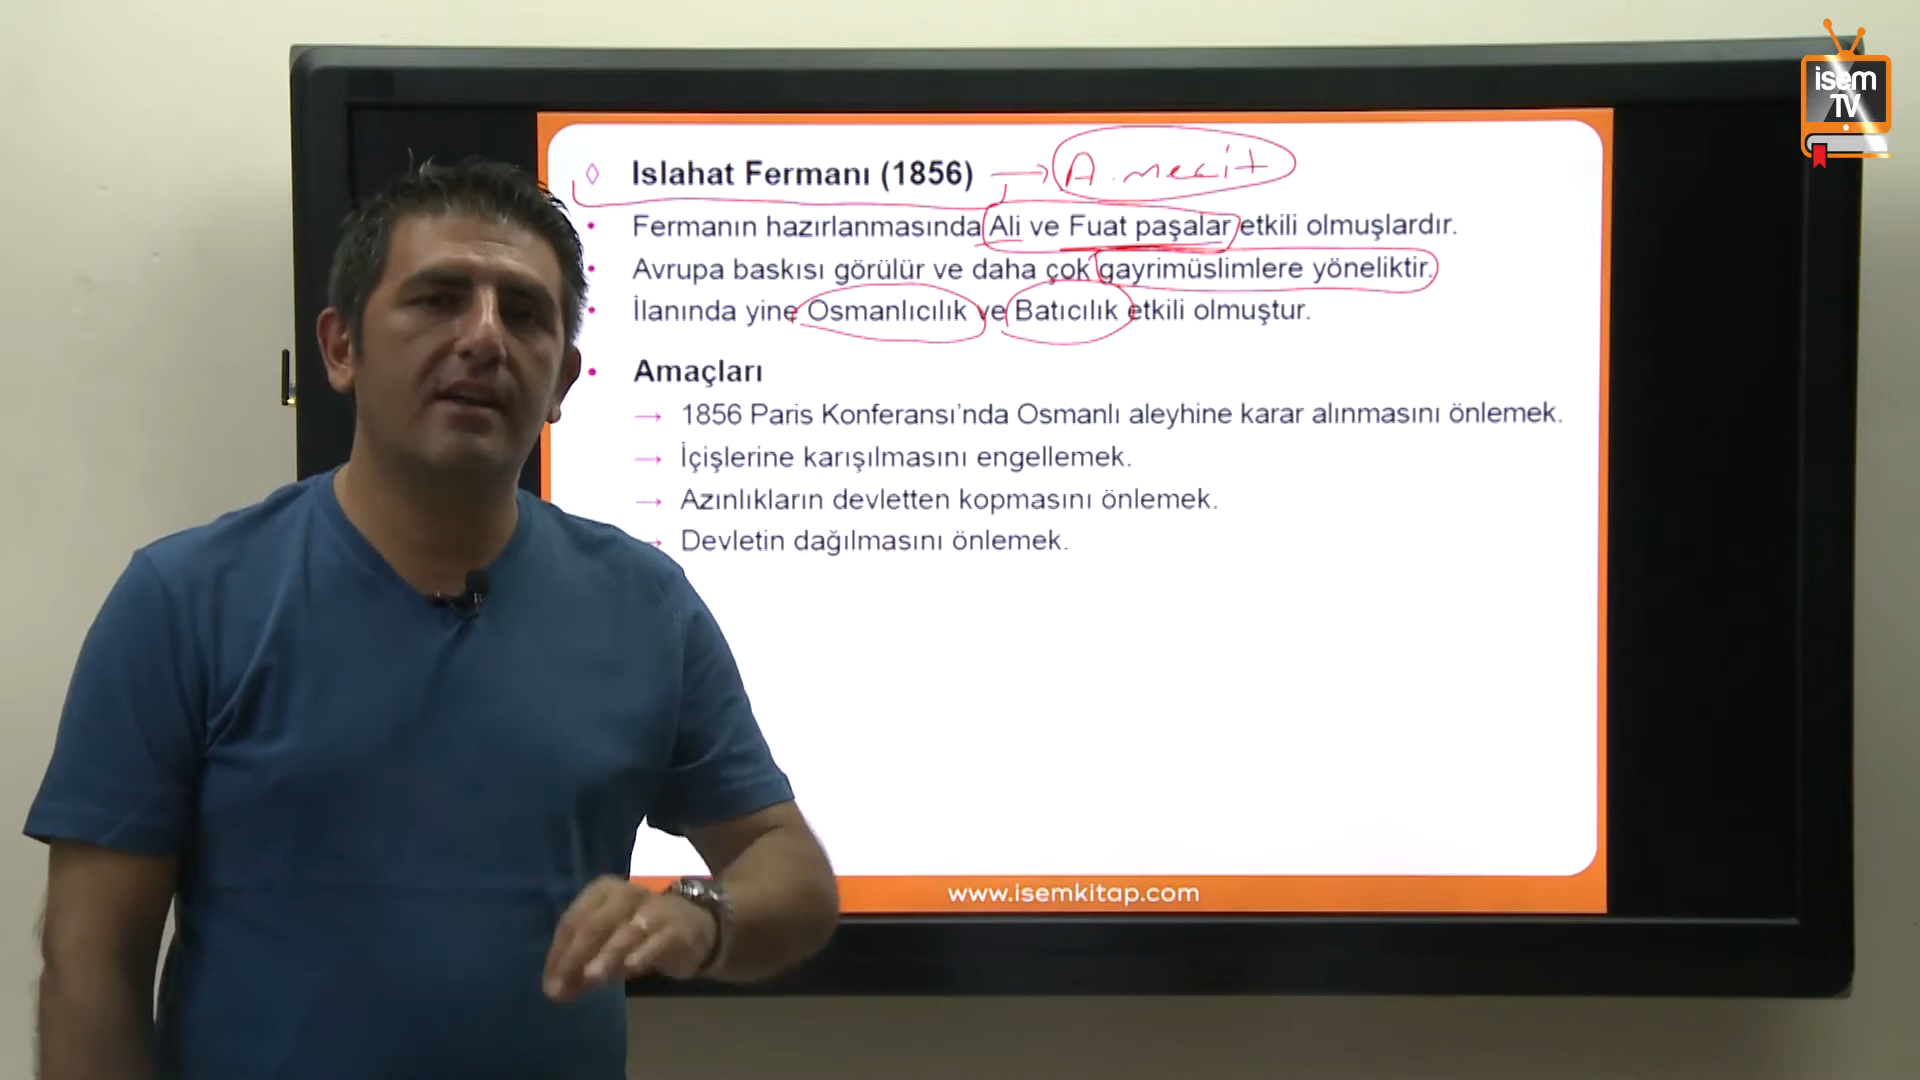 isem
TV
Islahat Fermanı (1856) → A.mecit
Fermanın hazırlanmasında Ali ve Fuat paşalar etkili olmuşlardır.
Avrupa baskısı görülür ve daha çok gayrimüslimlere yöneliktir.
İlanında yine Osmanlıcılık ve Batıcılık etkili olmuştur.
Amaçları
→ 1856 Paris Konferansı’nda Osmanlı aleyhine karar alınmasını önlemek.
→ İçişlerine karışılmasını engellemek.
→ Azınlıkların devletten kopmasını önlemek.
→ Devletin dağılmasını önlemek.
www.isemkitap.com